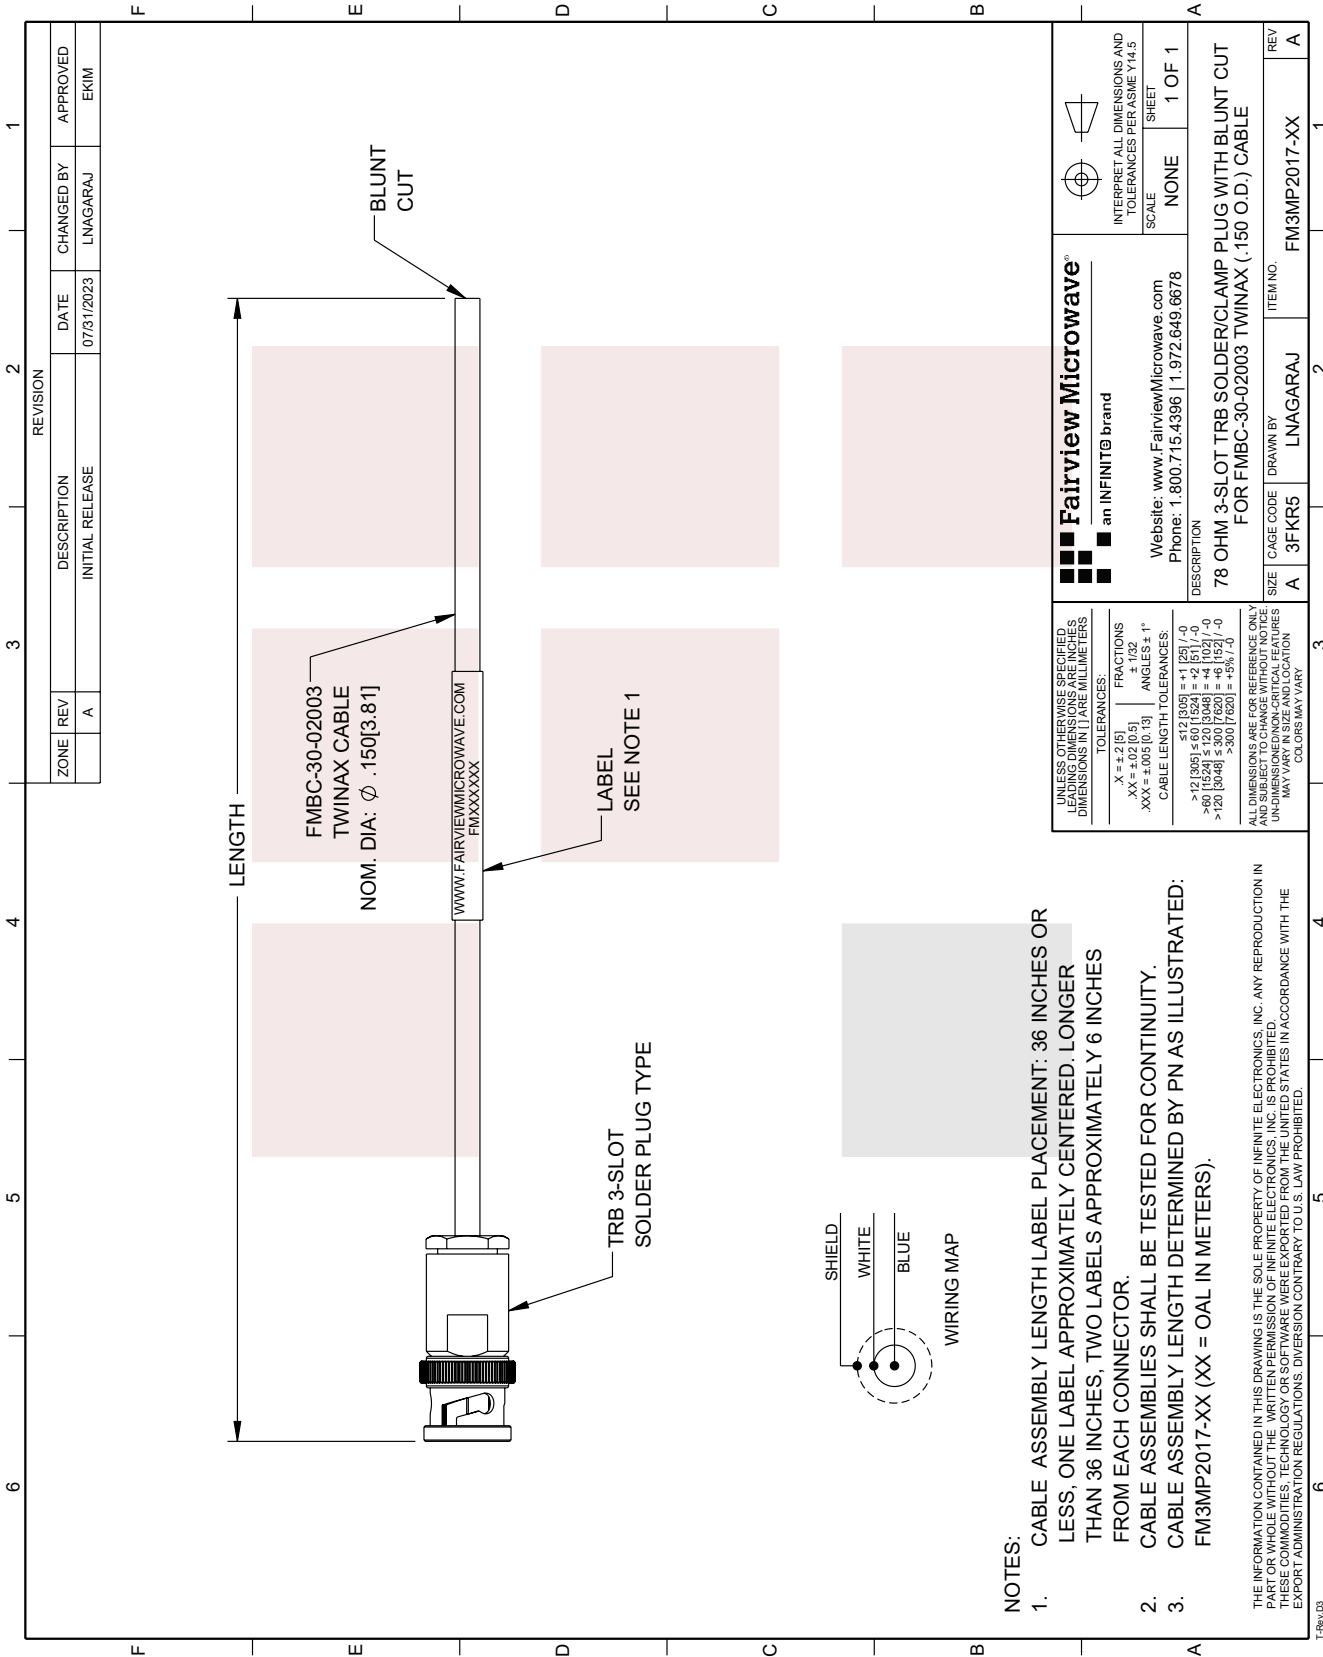 REVISION
ZONE REV DESCRIPTION DATE CHANGED BY APPROVED
A INITIAL RELEASE 07/31/2023 LNAGARAJ EKIM
6 5 4 3 2 1
F
E
D
C
B
A
LENGTH
FMBC-30-02003
TWINAX CABLE
NOM. DIA: ∅ .150[3.81]
BLUNT
CUT
WWW.FAIRVIEWMICROWAVE.COM
FMXXXXXX
LABEL
SEE NOTE 1
TRB 3-SLOT
SOLDER PLUG TYPE
SHIELD
WHITE
BLUE
WIRING MAP
NOTES:
1. CABLE ASSEMBLY LENGTH LABEL PLACEMENT: 36 INCHES OR
LESS, ONE LABEL APPROXIMATELY CENTERED. LONGER
THAN 36 INCHES, TWO LABELS APPROXIMATELY 6 INCHES
FROM EACH CONNECTOR.
2. CABLE ASSEMBLIES SHALL BE TESTED FOR CONTINUITY.
3. CABLE ASSEMBLY LENGTH DETERMINED BY PN AS ILLUSTRATED:
FM3MP2017-XX (XX = OAL IN METERS).
THE INFORMATION CONTAINED IN THIS DRAWING IS THE SOLE PROPERTY OF INFINITE ELECTRONICS, INC. ANY REPRODUCTION IN
PART OR WHOLE WITHOUT THE WRITTEN PERMISSION OF INFINITE ELECTRONICS, INC. IS PROHIBITED.
THESE COMMODITIES, TECHNOLOGY OR SOFTWARE WERE EXPORTED FROM THE UNITED STATES IN ACCORDANCE WITH THE
EXPORT ADMINISTRATION REGULATIONS. DIVERSION CONTRARY TO U.S. LAW PROHIBITED.
UNLESS OTHERWISE SPECIFIED
LEADING DIMENSIONS ARE INCHES
DIMENSIONS IN [ ] ARE MILLIMETERS
TOLERANCES:
.X = ±.2 [5] FRACTIONS
.XX = ±.02 [0.5] ± 1/32
.XXX = ±.005 [0.13] ANGLES ± 1°
CABLE LENGTH TOLERANCES:
≤12 [305] = +1 [25] / -0
>12 [305] ≤ 60 [1524] = +2 [51] / -0
>60 [1524] ≤ 120 [3048] = +4 [102] / -0
>120 [3048] ≤ 300 [7620] = +6 [152] / -0
>300 [7620] = +5% / -0
ALL DIMENSIONS ARE FOR REFERENCE ONLY
AND SUBJECT TO CHANGE WITHOUT NOTICE.
UN-DIMENSIONED/NON-CRITICAL FEATURES
MAY VARY IN SIZE AND LOCATION
COLORS MAY VARY
Fairview Microwave®
an INFINIT@ brand
Website: www.FairviewMicrowave.com
Phone: 1.800.715.4396 | 1.972.649.6678
INTERPRET ALL DIMENSIONS AND
TOLERANCES PER ASME Y14.5
SCALE SHEET
NONE 1 OF 1
DESCRIPTION
78 OHM 3-SLOT TRB SOLDER/CLAMP PLUG WITH BLUNT CUT
FOR FMBC-30-02003 TWINAX (.150 O.D.) CABLE
SIZE CAGE CODE DRAWN BY ITEM NO. REV
A 3FKR5 LNAGARAJ FM3MP2017-XX A
6 5 4 3 2 1
F
E
D
C
B
A
T-Rev.D3